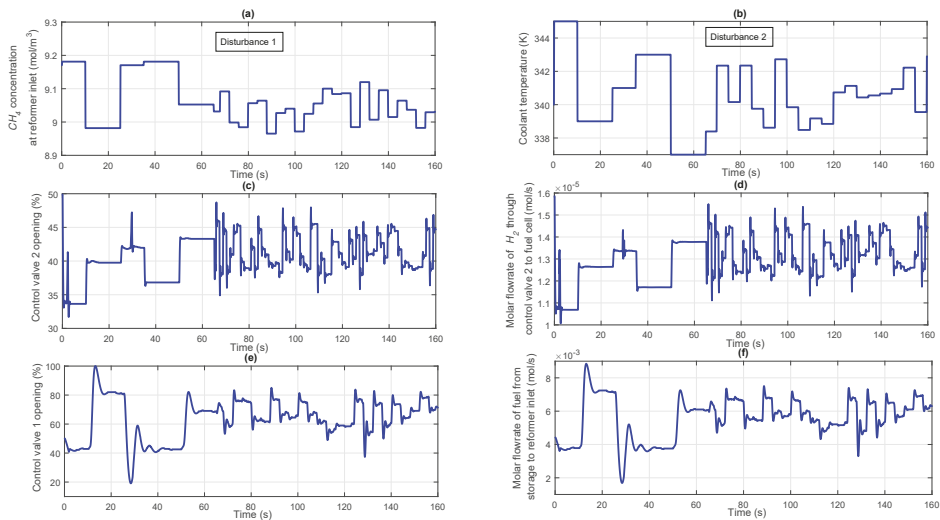 (a)
9.3
9.2
9.1
9
8.9
CH4 concentration
at reformer inlet (mol/m3)
Disturbance 1
0 20 40 60 80 100 120 140 160
Time (s)
(b)
344
342
340
338
Coolant temperature (K)
Disturbance 2
0 20 40 60 80 100 120 140 160
Time (s)
(c)
50
45
40
35
30
Control valve 2 opening (%)
0 20 40 60 80 100 120 140 160
Time (s)
(d)
× 10-5
1.6
1.5
1.4
1.3
1.2
1.1
1
Molar flowrate of H2 through
control valve 2 to fuel cell (mol/s)
0 20 40 60 80 100 120 140 160
Time (s)
(e)
100
80
60
40
20
Control valve 1 opening (%)
0 20 40 60 80 100 120 140 160
Time (s)
(f)
× 10-3
8
6
4
2
Molar flowrate of fuel from
storage to reformer inlet (mol/s)
0 20 40 60 80 100 120 140 160
Time (s)